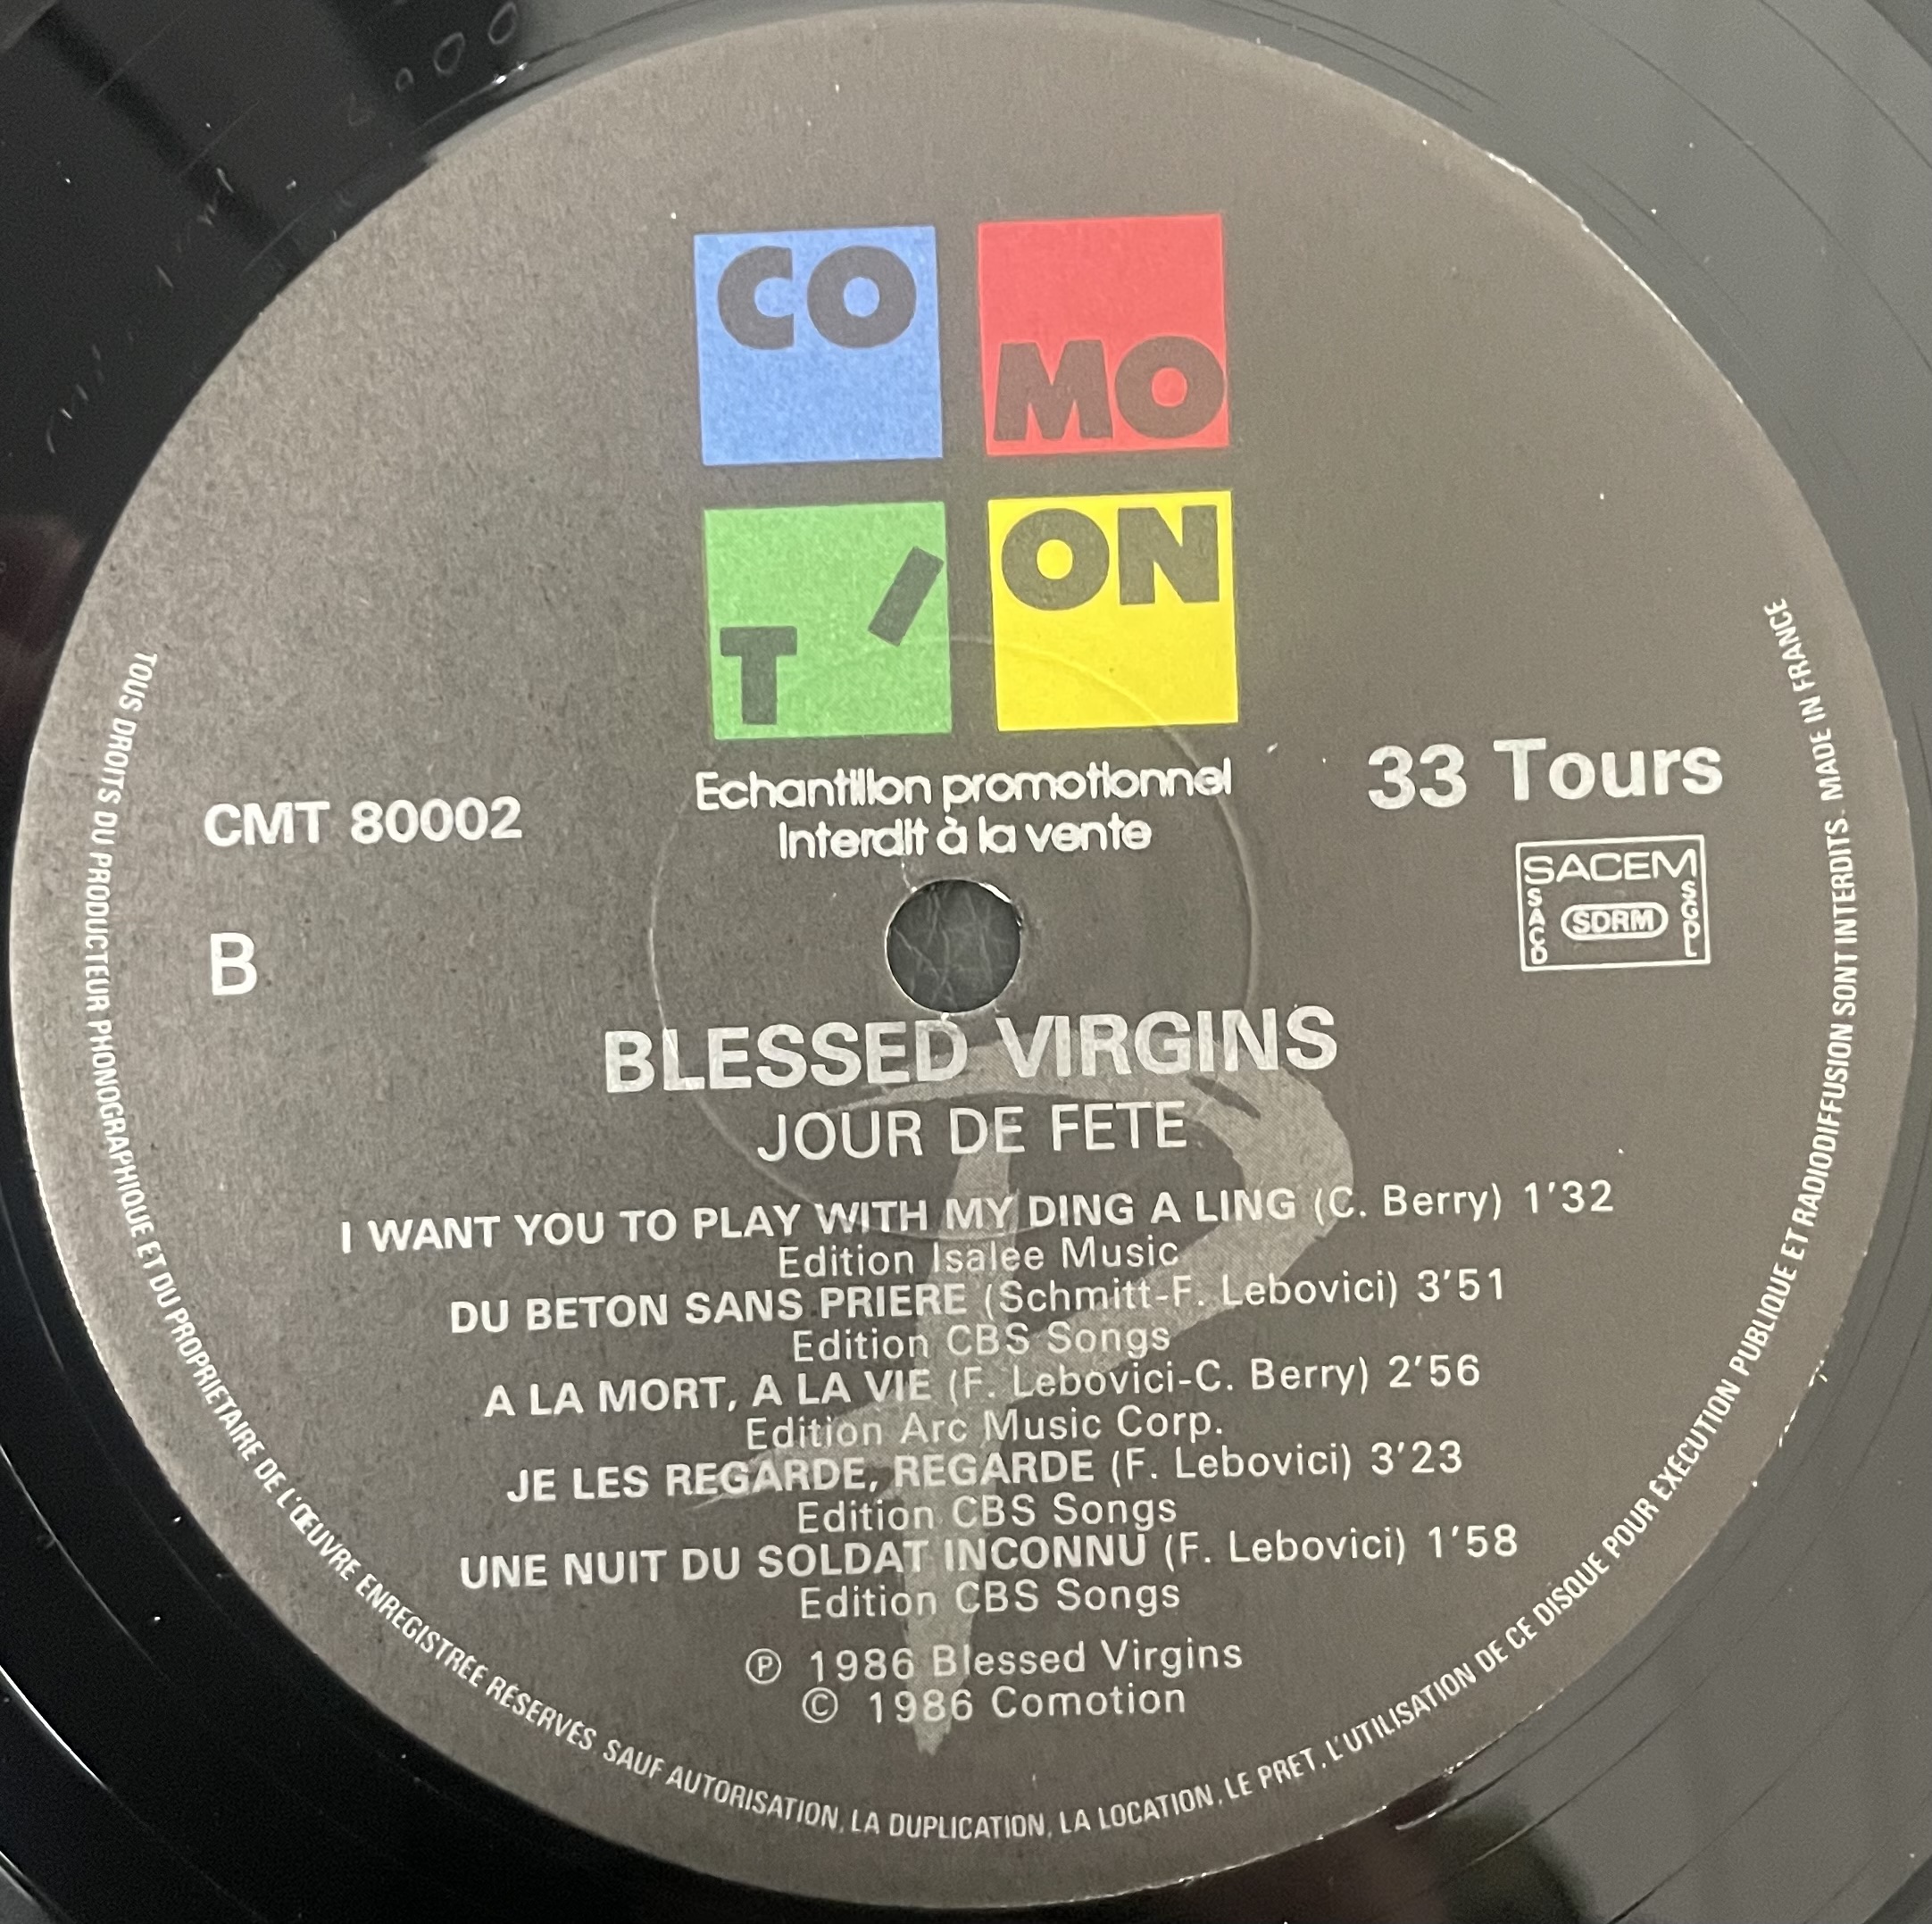 CO
MO
T'
ON
Echantillon promotionnel
Interdit à la vente
33 Tours
CMT 80002
SACEM
SACD
SDRM
SGDL
B
BLESSED VIRGINS
JOUR DE FETE
I WANT YOU TO PLAY WITH MY DING A LING (C. Berry) 1'32
Edition Isalee Music
DU BETON SANS PRIERE (Schmitt-F. Lebovici) 3'51
Edition CBS Songs
A LA MORT, A LA VIE (F. Lebovici-C. Berry) 2'56
Edition Arc Music Corp.
JE LES REGARDE, REGARDE (F. Lebovici) 3'23
Edition CBS Songs
UNE NUIT DU SOLDAT INCONNU (F. Lebovici) 1'58
Edition CBS Songs
℗ 1986 Blessed Virgins
© 1986 Comotion
TOUS DROITS DU PRODUCTEUR PHONOGRAPHIQUE ET DU PROPRIETAIRE DE L'ŒUVRE ENREGISTRÉE RÉSERVÉS. SAUF AUTORISATION, LA DUPLICATION, LA LOCATION, LE PRET, L'UTILISATION DE CE DISQUE POUR EXÉCUTION PUBLIQUE ET RADIODIFFUSION SONT INTERDITS. MADE IN FRANCE